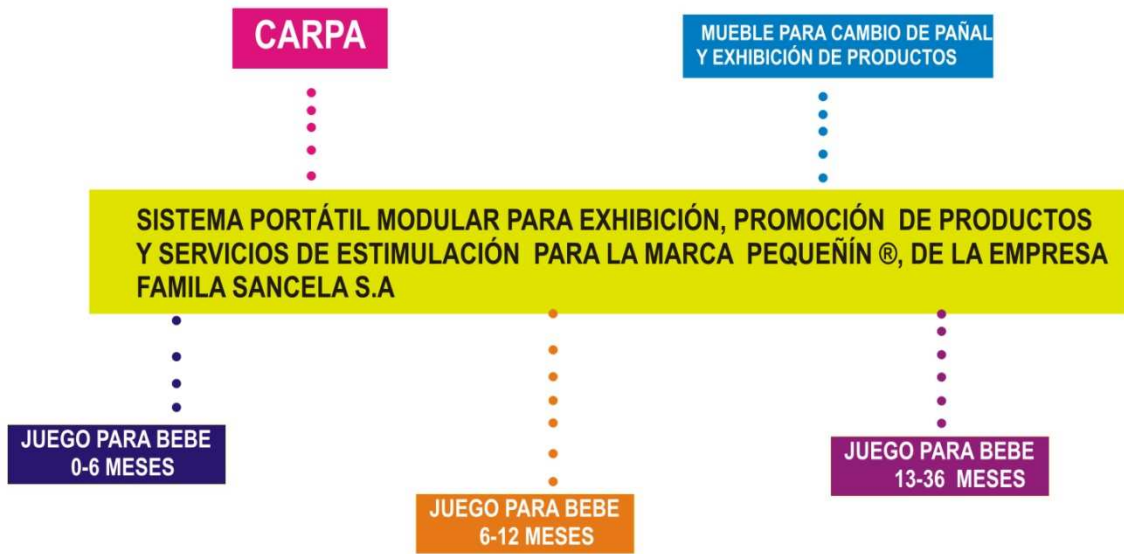 CARPA
MUEBLE PARA CAMBIO DE PAÑAL
Y EXHIBICIÓN DE PRODUCTOS
SISTEMA PORTÁTIL MODULAR PARA EXHIBICIÓN, PROMOCIÓN DE PRODUCTOS
Y SERVICIOS DE ESTIMULACIÓN PARA LA MARCA PEQUEÑÍN ®, DE LA EMPRESA
FAMILA SANCELA S.A
JUEGO PARA BEBE
0-6 MESES
JUEGO PARA BEBE
6-12 MESES
JUEGO PARA BEBE
13-36 MESES